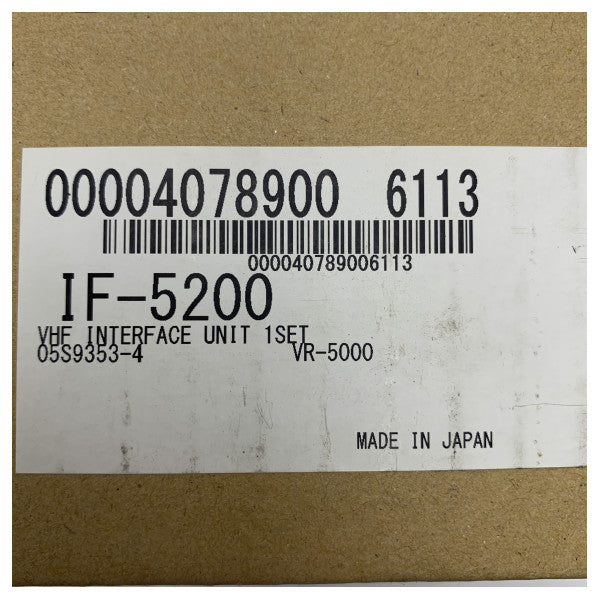 00004078900 6113
000040789006113
IF-5200
VHF INTERFACE UNIT 1SET
05S9353-4 VR-5000
MADE IN JAPAN